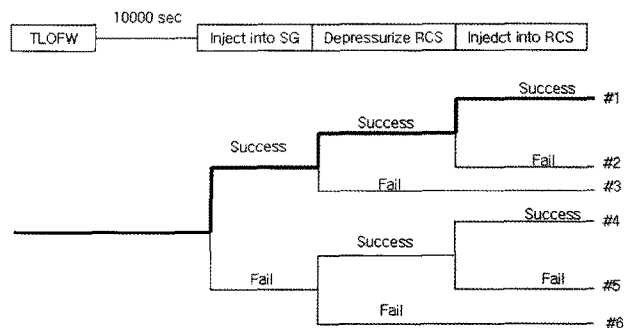 10000 sec
TLOFW Inject into SG Depressurize RCS Injedct into RCS
Success #1
Success
Success
Fail #2
Fail #3
Success #4
Success
Fail
Fail #5
Fail #6